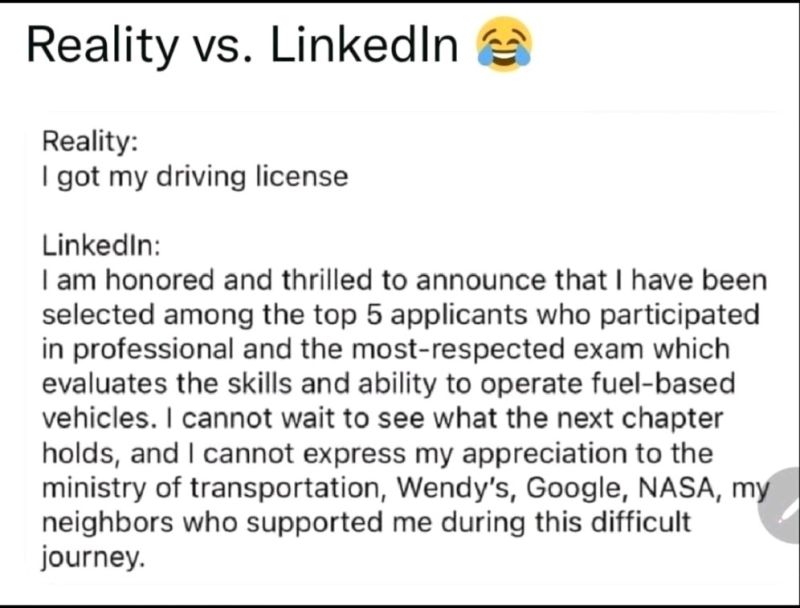 Reality vs. LinkedIn 😂
Reality:
I got my driving license
LinkedIn:
I am honored and thrilled to announce that I have been
selected among the top 5 applicants who participated
in professional and the most-respected exam which
evaluates the skills and ability to operate fuel-based
vehicles. I cannot wait to see what the next chapter
holds, and I cannot express my appreciation to the
ministry of transportation, Wendy's, Google, NASA, my
neighbors who supported me during this difficult
journey.